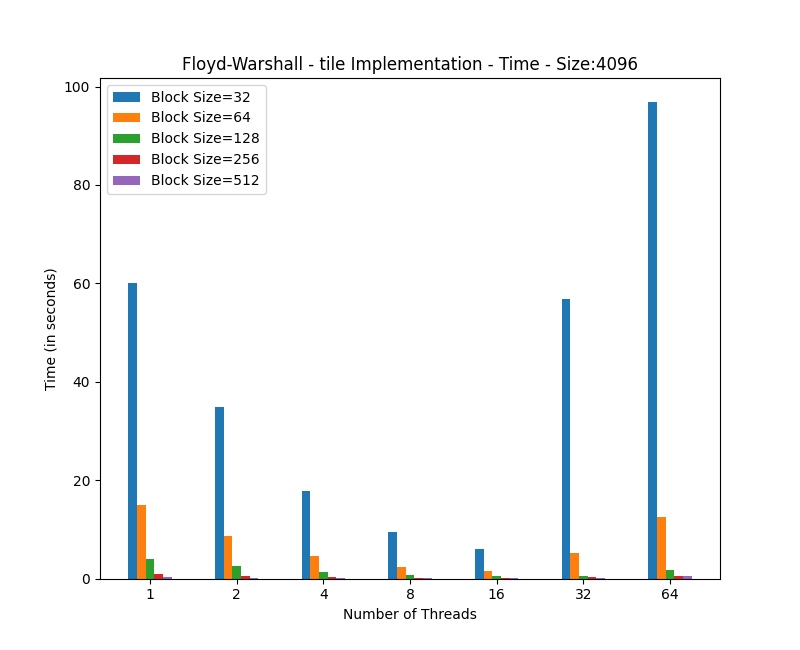 Floyd-Warshall - tile Implementation - Time - Size:4096
Block Size=32
Block Size=64
Block Size=128
Block Size=256
Block Size=512
Time (in seconds)
100
80
60
40
20
0
1 2 4 8 16 32 64
Number of Threads